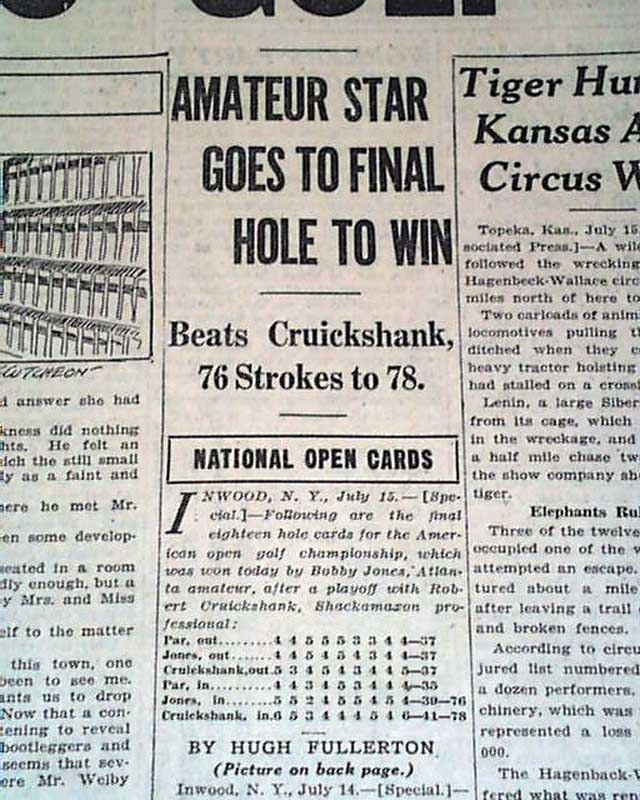 GOLF
CUTCHEON
d answer she had
kness did nothing
hts. He felt an
ich the still small
ly as a faint and
here he met Mr.
en some develop-
seated in a room
dly enough, but a
y Mrs. and Miss
elf to the matter
this town, one
been to see me.
ants us to drop
Now that a con-
tening to reveal
bootleggers and
seems that sev-
ere Mr. Welby
AMATEUR STAR
GOES TO FINAL
HOLE TO WIN
Beats Cruickshank,
76 Strokes to 78.
NATIONAL OPEN CARDS
INWOOD, N. Y., July 15.—[Spe-
cial.]—Following are the final
eighteen hole cards for the Amer-
ican open golf championship, which
was won today by Bobby Jones, Atlan-
ta amateur, after a playoff with Rob-
ert Cruickshank, Shackamaxon pro-
fessional:
Par, out........4 4 5 5 5 3 3 4 4—37
Jones, out.....4 4 5 5 4 3 4 4 4—37
Cruickshank,out.5 3 4 5 4 3 4 4 5—37
Par, in.........4 4 3 4 5 3 4 4 4—35
Jones, in......5 5 2 4 5 5 4 5 4—39—76
Cruickshank, in.6 5 3 4 4 4 5 4 6—41—78
BY HUGH FULLERTON
(Picture on back page.)
Inwood, N. Y., July 14.—[Special.]—
Tiger Hu
Kansas A
Circus W
Topeka, Kas., July 15.
sociated Press.]—A wil
followed the wrecking
Hagenbeck-Wallace circ
miles north of here to
Two carloads of anim
locomotives pulling th
ditched when they c
heavy tractor hoisting
had stalled on a cross
Lenin, a large Siber
from its cage, which
in the wreckage, and
a half mile chase 'tw
the show company sh
tiger.
Elephants Ru
Three of the twelve
occupied one of the w
attempted an escape.
tured about a mile
after leaving a trail
and broken fences.
According to circu
jured list numbered
a dozen performers.
chinery, which was
represented a loss
000.
The Hagenback-W
fered what was rep